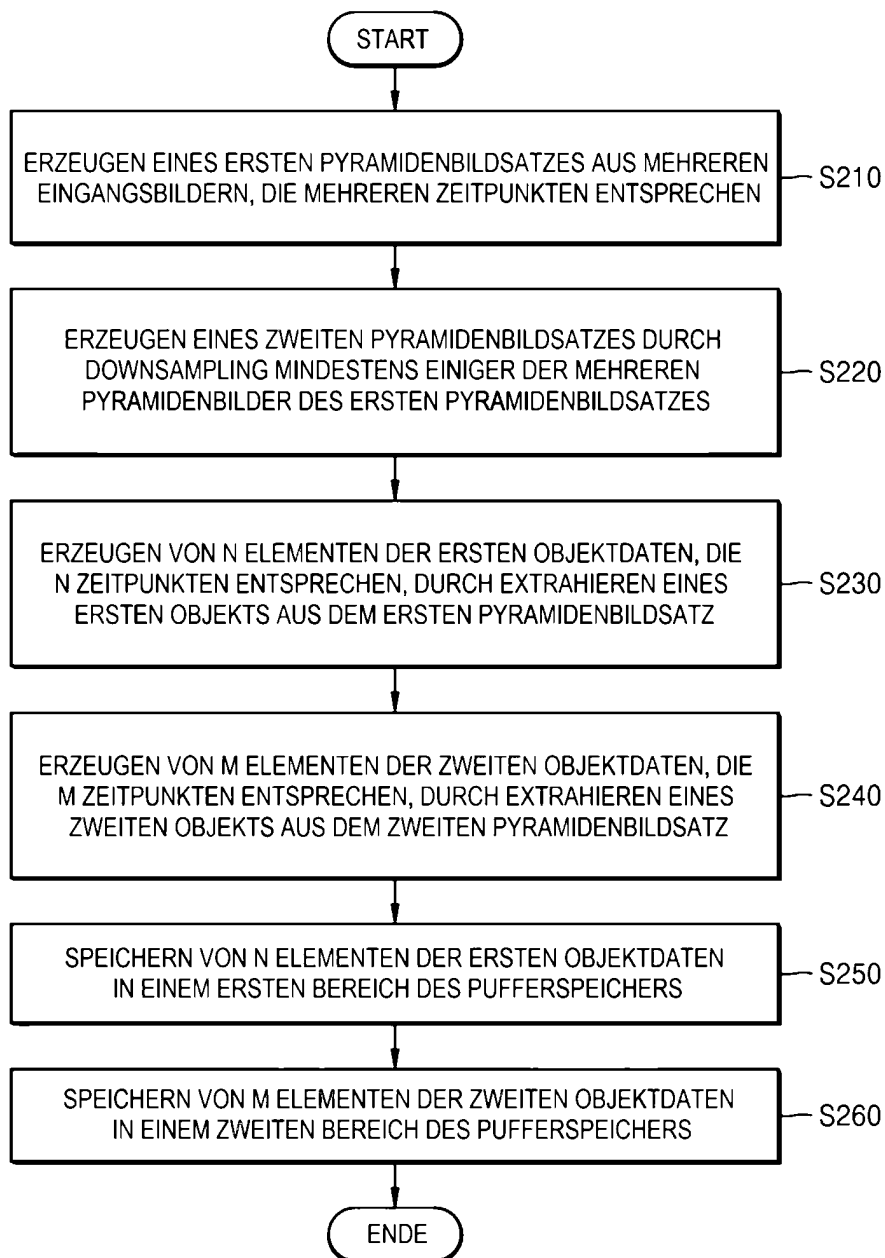 START
ERZEUGEN EINES ERSTEN PYRAMIDENBILDSATZES AUS MEHREREN
EINGANGSBILDERN, DIE MEHREREN ZEITPUNKTEN ENTSPRECHEN
S210
ERZEUGEN EINES ZWEITEN PYRAMIDENBILDSATZES DURCH
DOWNSAMPLING MINDESTENS EINIGER DER MEHREREN
PYRAMIDENBILDER DES ERSTEN PYRAMIDENBILDSATZES
S220
ERZEUGEN VON N ELEMENTEN DER ERSTEN OBJEKTDATEN, DIE
N ZEITPUNKTEN ENTSPRECHEN, DURCH EXTRAHIEREN EINES
ERSTEN OBJEKTS AUS DEM ERSTEN PYRAMIDENBILDSATZ
S230
ERZEUGEN VON M ELEMENTEN DER ZWEITEN OBJEKTDATEN, DIE
M ZEITPUNKTEN ENTSPRECHEN, DURCH EXTRAHIEREN EINES
ZWEITEN OBJEKTS AUS DEM ZWEITEN PYRAMIDENBILDSATZ
S240
SPEICHERN VON N ELEMENTEN DER ERSTEN OBJEKTDATEN
IN EINEM ERSTEN BEREICH DES PUFFERSPEICHERS
S250
SPEICHERN VON M ELEMENTEN DER ZWEITEN OBJEKTDATEN
IN EINEM ZWEITEN BEREICH DES PUFFERSPEICHERS
S260
ENDE